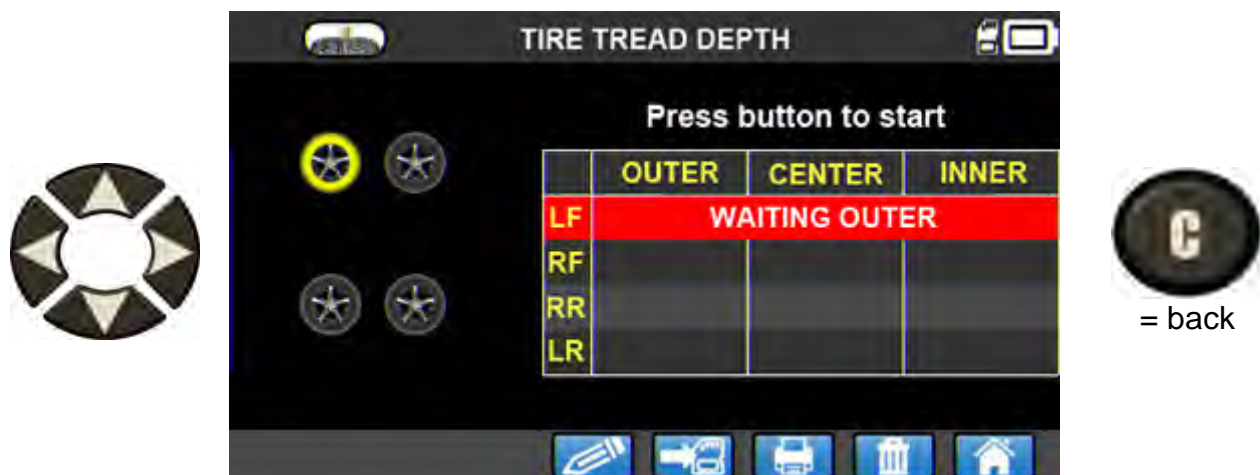 TIRE TREAD DEPTH
Press button to start
OUTER CENTER INNER
LF WAITING OUTER
RF
RR
LR
C
= back